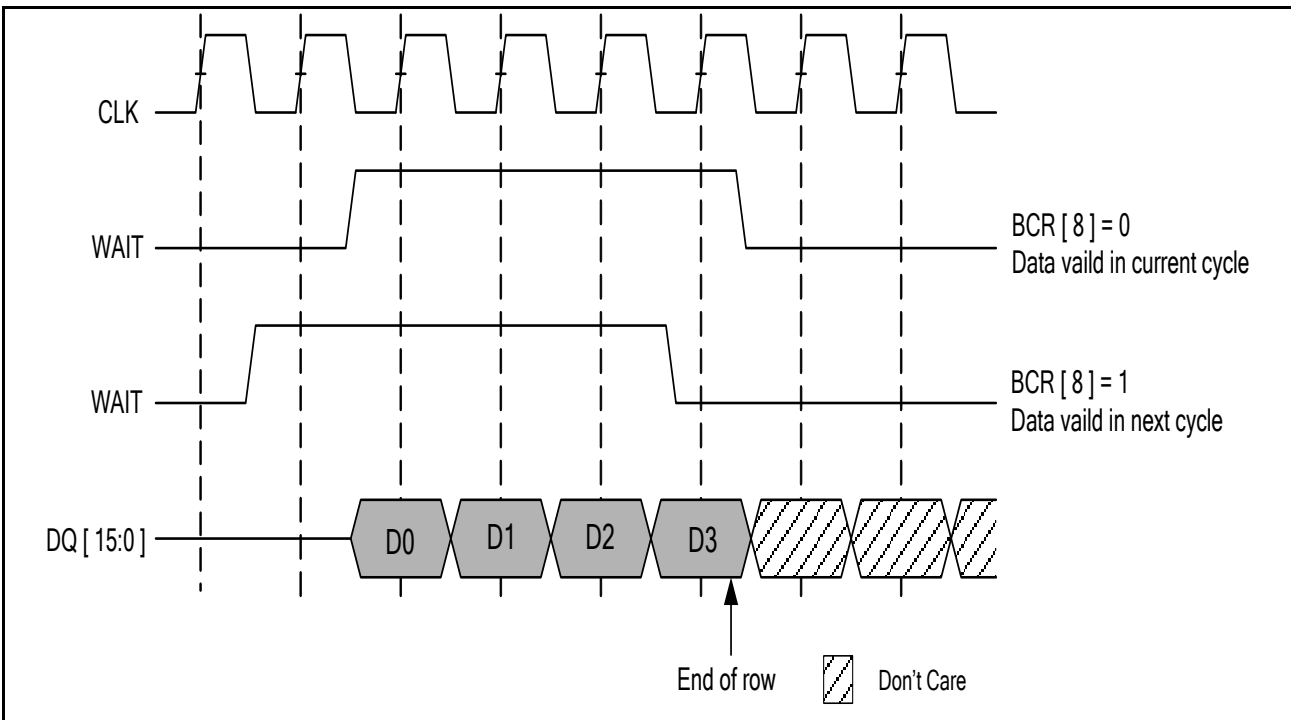 CLK
WAIT
BCR [ 8 ] = 0
Data vaild in current cycle
WAIT
BCR [ 8 ] = 1
Data vaild in next cycle
DQ [ 15:0 ]
D0
D1
D2
D3
End of row
Don't Care